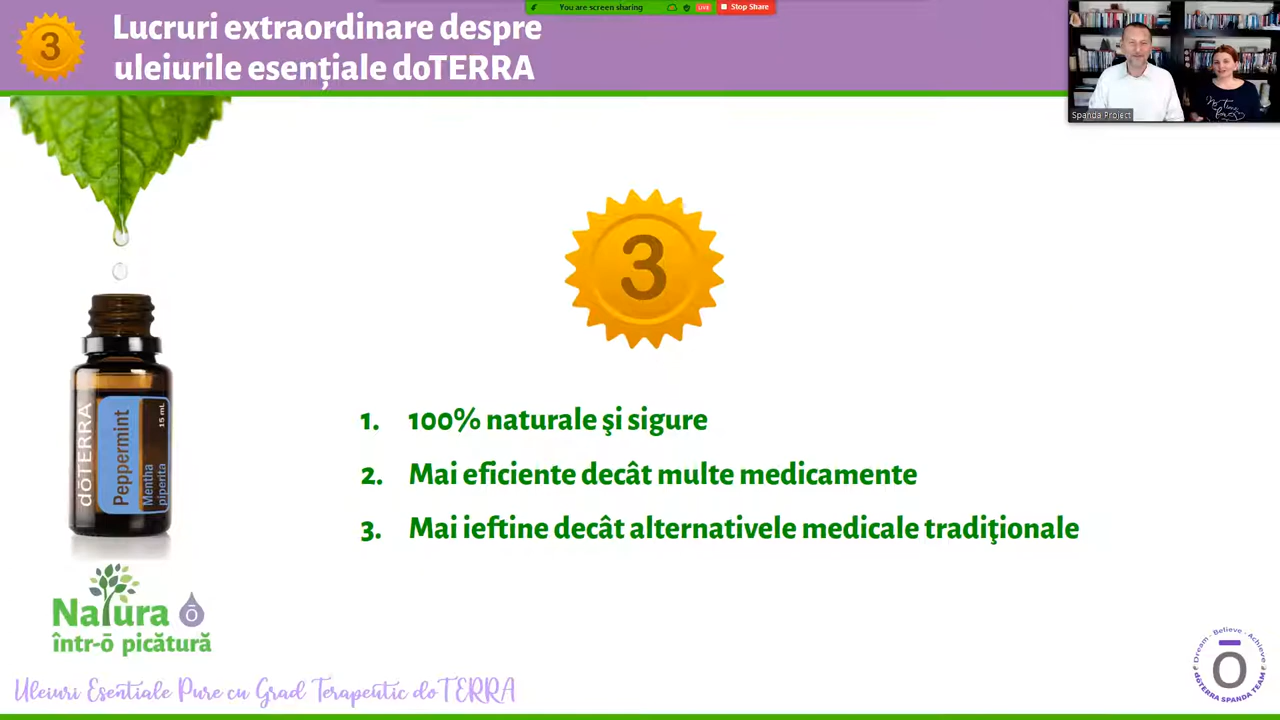 You are screen sharing
LIVE
Stop Share
3
Lucruri extraordinare despre
uleiurile esențiale doTERRA
Spanda Project
3
1. 100% naturale şi sigure
2. Mai eficiente decât multe medicamente
3. Mai ieftine decât alternativele medicale tradiţionale
dōTERRA
Peppermint
Mentha
piperita
15 mL
Natura ō
într-ō picătură
Uleiuri Esentiale Pure cu Grad Terapeutic doTERRA
Dream · Believe · Achieve
Ō
dōTERRA SPANDA TEAM